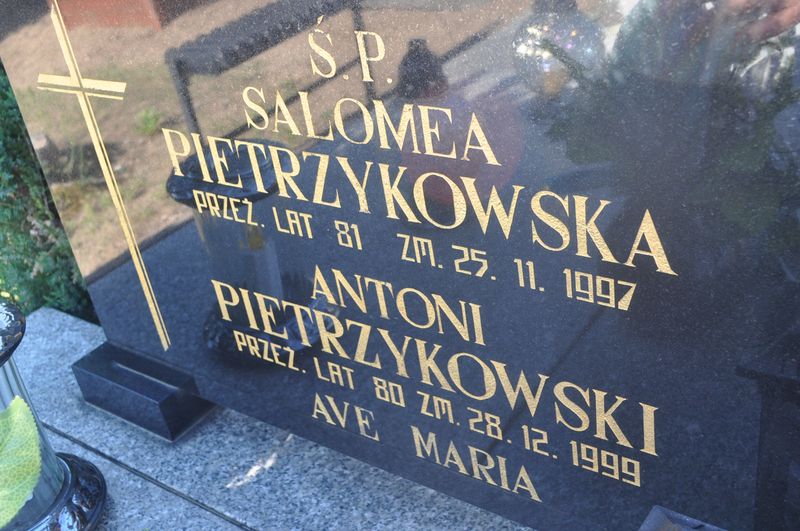 Ś.P.
SALOMEA
PIETRZYKOWSKA
PRZEŻ. LAT 81 ZM. 25. 11. 1997
ANTONI
PIETRZYKOWSKI
PRZEŻ. LAT 80 ZM. 28. 12. 1999
AVE MARIA